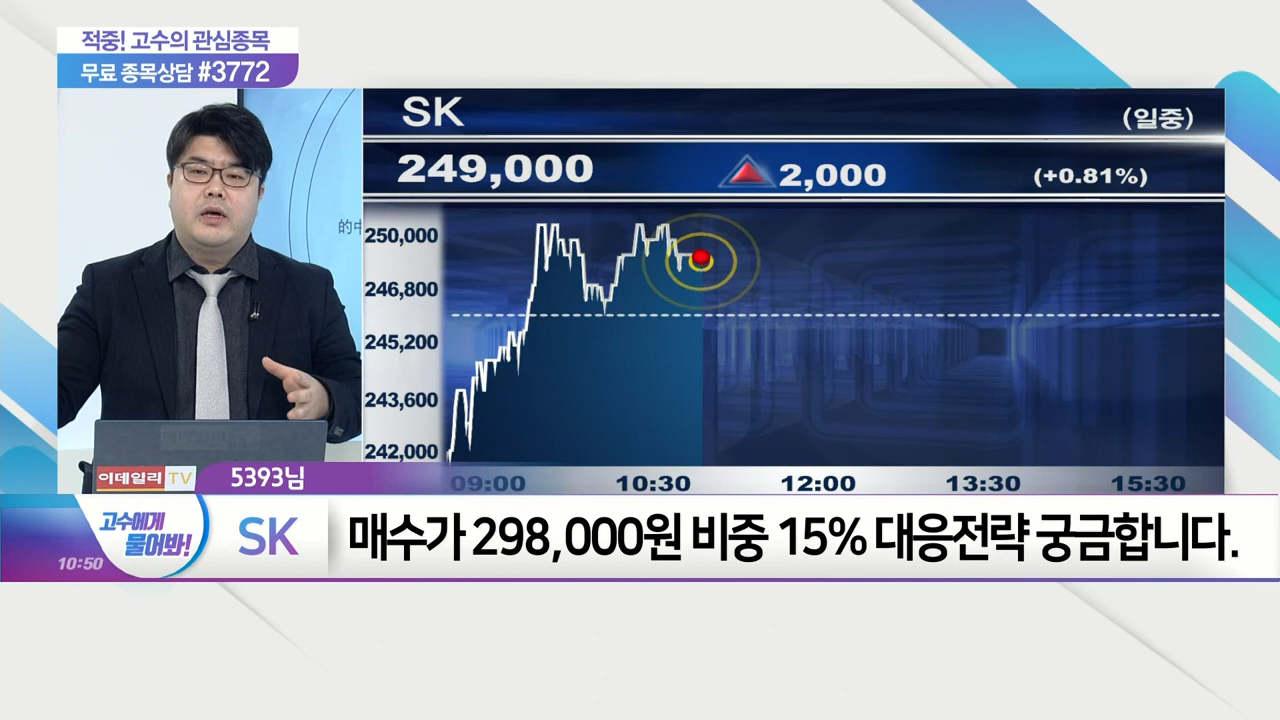 적중! 고수의 관심종목
무료 종목상담 #3772
SK
(일중)
249,000
2,000
(+0.81%)
250,000
246,800
245,200
243,600
242,000
09:00
10:30
12:00
13:30
15:30
的中
이데일리 TV
5393님
고수에게
물어봐!
10:50
SK
매수가 298,000원 비중 15% 대응전략 궁금합니다.